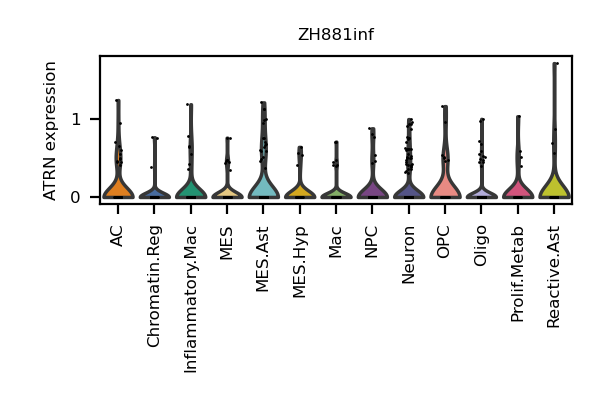 ZH881inf
ATRN expression
1
0
AC
Chromatin.Reg
Inflammatory.Mac
MES
MES.Ast
MES.Hyp
Mac
NPC
Neuron
OPC
Oligo
Prolif.Metab
Reactive.Ast